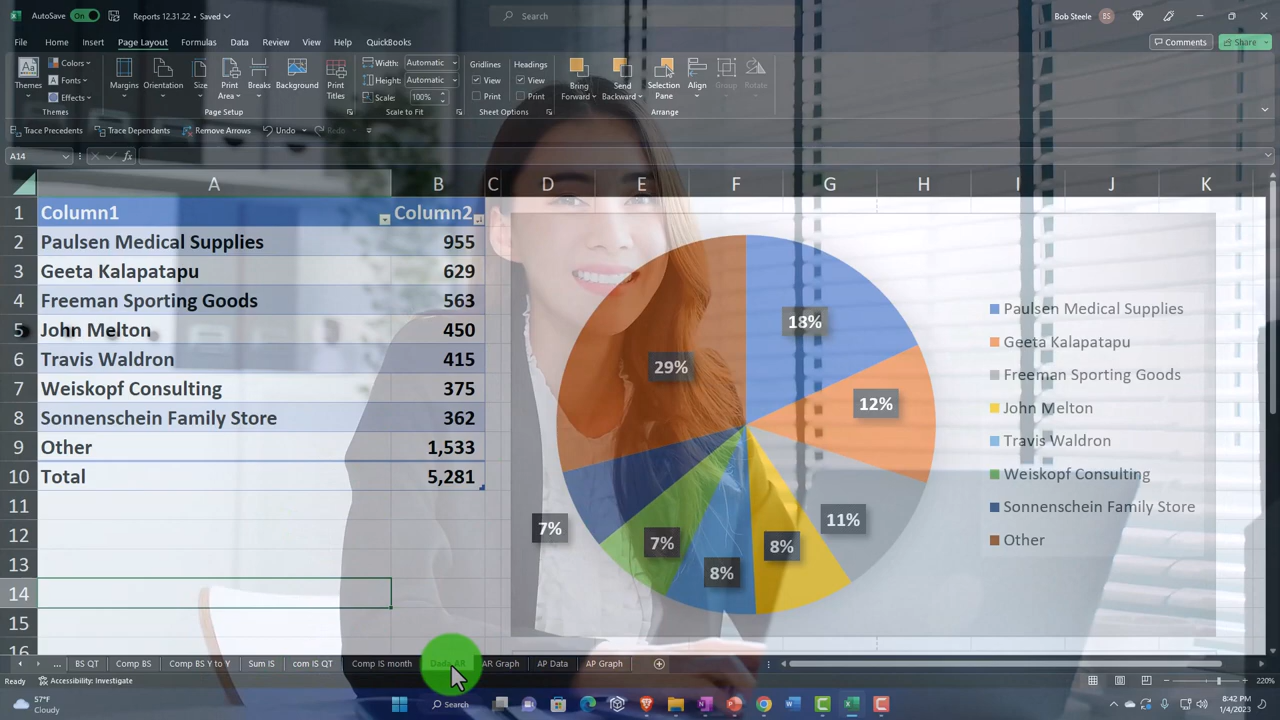 AutoSave On Reports 12.31.22 • Saved Search Bob Steele BS
File Home Insert Page Layout Formulas Data Review View Help QuickBooks Comments Share
Themes Colors Fonts Effects Margins Orientation Size Print Area Breaks Background Print Titles Width: Automatic Height: Automatic Scale: 100% Gridlines View Print Headings View Print Bring Forward Send Backward Selection Pane Align Group Rotate
Themes Page Setup Scale to Fit Sheet Options Arrange
Trace Precedents Trace Dependents Remove Arrows Undo Redo
A14 fx
A B C D E F G H I J K
1 Column1 Column2
2 Paulsen Medical Supplies 955
3 Geeta Kalapatapu 629
4 Freeman Sporting Goods 563
5 John Melton 450
6 Travis Waldron 415
7 Weiskopf Consulting 375
8 Sonnenschein Family Store 362
9 Other 1,533
10 Total 5,281
11
12
13
14
15
16
18%
12%
11%
8%
8%
7%
7%
29%
Paulsen Medical Supplies
Geeta Kalapatapu
Freeman Sporting Goods
John Melton
Travis Waldron
Weiskopf Consulting
Sonnenschein Family Store
Other
... BS QT Comp BS Comp BS Y to Y Sum IS com IS QT Comp IS month Dada AR AR Graph AP Data AP Graph
Ready Accessibility: Investigate 220%
57°F
Cloudy
Search
8:42 PM
1/4/2023